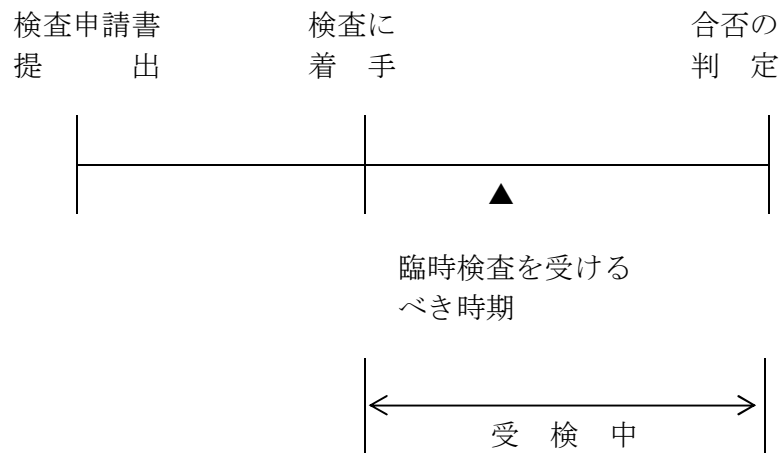 検査申請書
提　　出
検査に
着　手
合否の
判　定
▲
臨時検査を受ける
べき時期
受　検　中